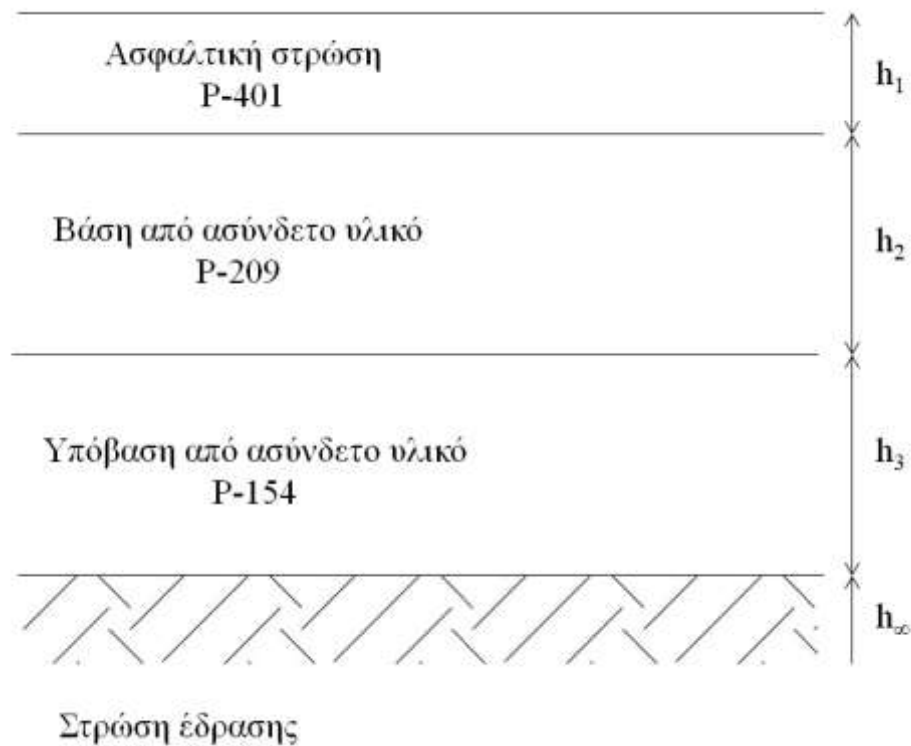 Ασφαλτική στρώση
P-401
h₁
Βάση από ασύνδετο υλικό
P-209
h₂
Υπόβαση από ασύνδετο υλικό
P-154
h₃
h∞
Στρώση έδρασης